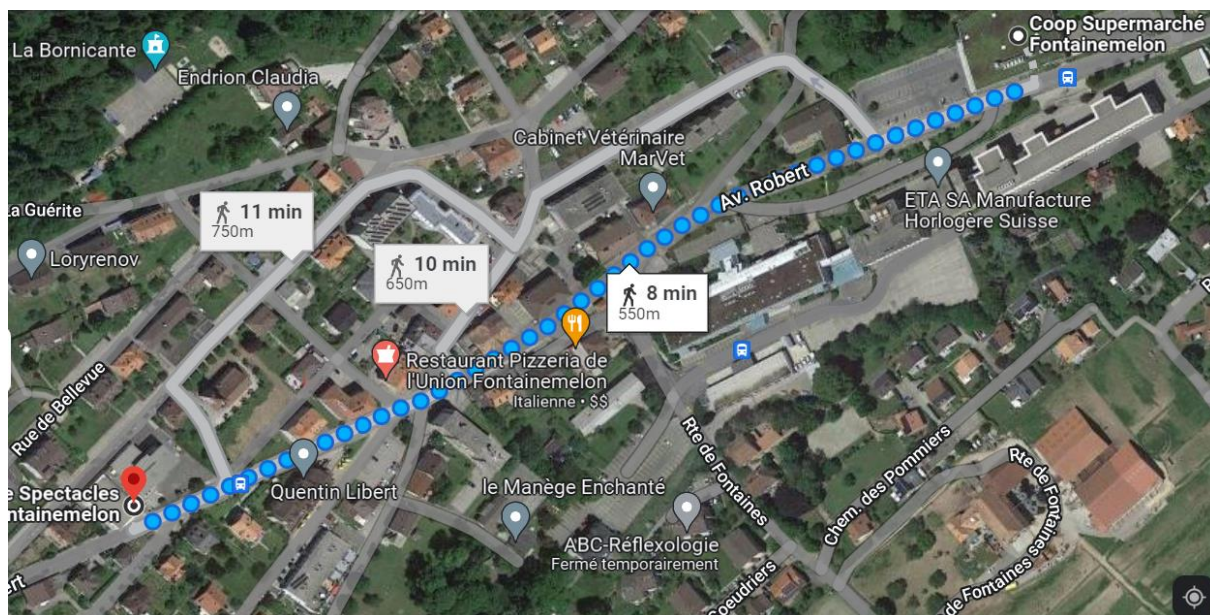 Coop Supermarché
Fontainemelon
La Bornicante
Endrion Claudia
Cabinet Vétérinaire
MarVet
Av. Robert
ETA SA Manufacture
Horlogère Suisse
La Guérite
11 min
750m
Loryrenov
10 min
650m
8 min
550m
Restaurant Pizzeria de
l'Union Fontainemelon
Italienne • $$
Rue de Bellevue
Rte de Fontaines
Chem. des Pommiers
Rte de Fontaines
e Spectacles
ntainemelon
Quentin Libert
le Manège Enchanté
ABC-Réflexologie
Fermé temporairement
de Fontaines